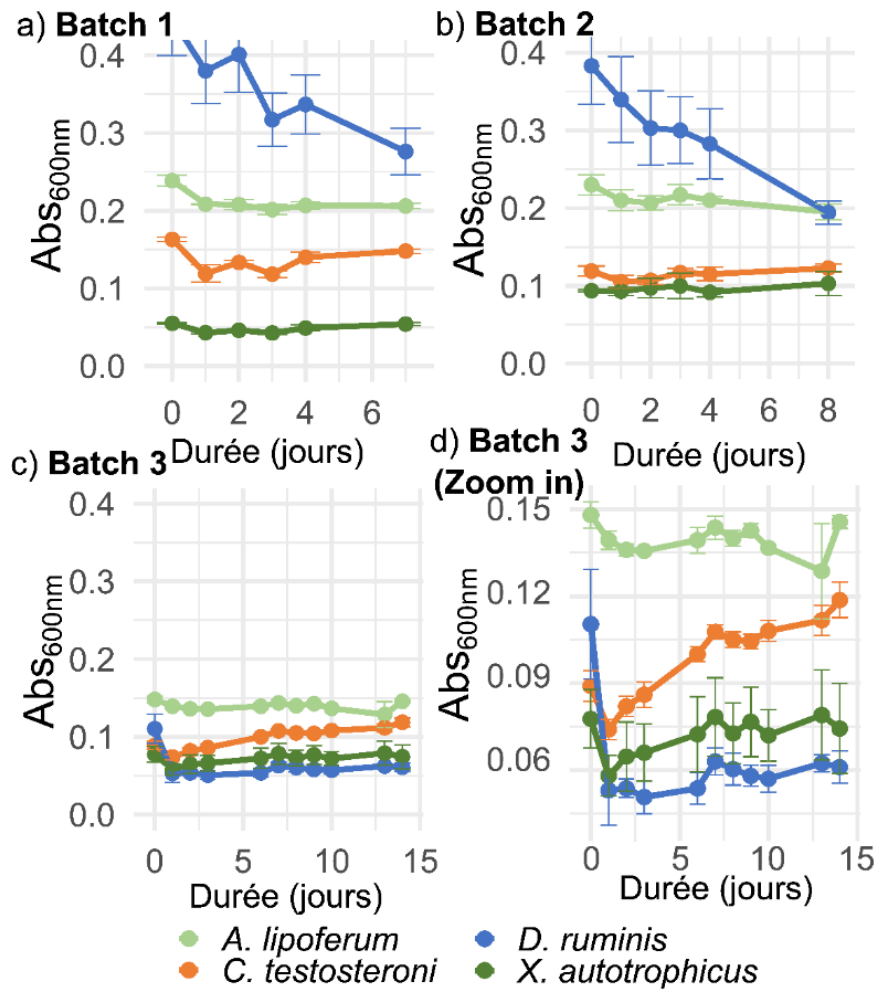 a) Batch 1
Abs600nm
0.4
0.3
0.2
0.1
0.0
0 2 4 6
Durée (jours)
b) Batch 2
Abs600nm
0.4
0.3
0.2
0.1
0.0
0 2 4 6 8
Durée (jours)
c) Batch 3
Abs600nm
0.4
0.3
0.2
0.1
0.0
0 5 10 15
Durée (jours)
d) Batch 3
(Zoom in)
Abs600nm
0.15
0.12
0.09
0.06
0 5 10 15
Durée (jours)
A. lipoferum
D. ruminis
C. testosteroni
X. autotrophicus